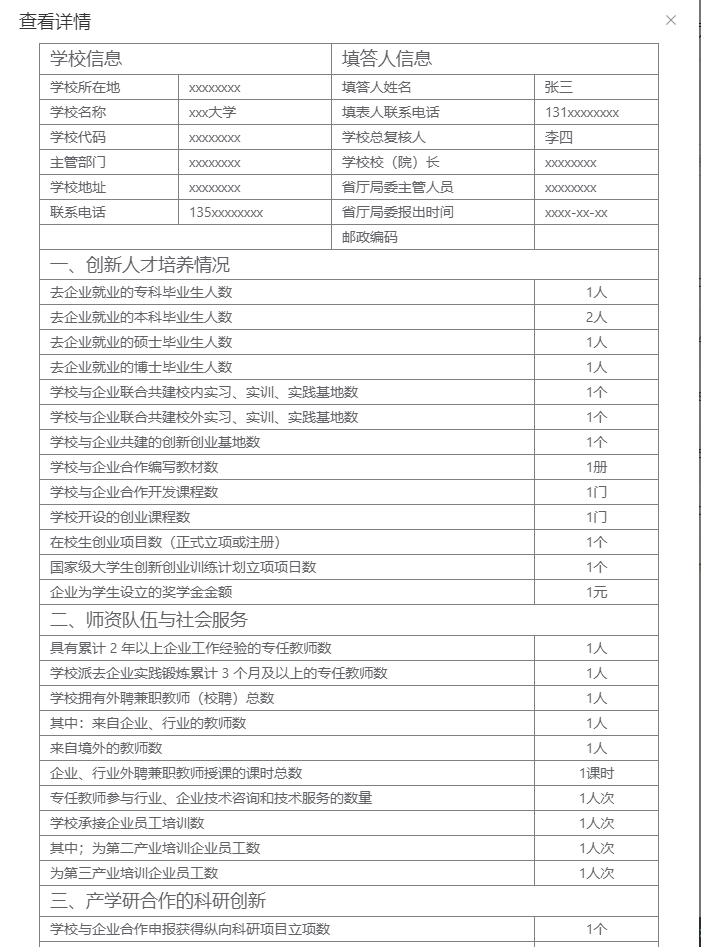 查看详情
学校信息 填答人信息
学校所在地 xxxxxxxx 填答人姓名 张三
学校名称 xxx大学 填表人联系电话 131xxxxxxxx
学校代码 xxxxxxxx 学校总复核人 李四
主管部门 xxxxxxxx 学校校（院）长 xxxxxxxx
学校地址 xxxxxxxx 省厅局委主管人员 xxxxxxxx
联系电话 135xxxxxxxx 省厅局委报出时间 xxxx-xx-xx
邮政编码
一、创新人才培养情况
去企业就业的专科毕业生人数 1人
去企业就业的本科毕业生人数 2人
去企业就业的硕士毕业生人数 1人
去企业就业的博士毕业生人数 1人
学校与企业联合共建校内实习、实训、实践基地数 1个
学校与企业联合共建校外实习、实训、实践基地数 1个
学校与企业共建的创新创业基地数 1个
学校与企业合作编写教材数 1册
学校与企业合作开发课程数 1门
学校开设的创业课程数 1门
在校生创业项目数（正式立项或注册） 1个
国家级大学生创新创业训练计划立项项日数 1个
企业为学生设立的奖学金金额 1元
二、师资队伍与社会服务
具有累计 2 年以上企业工作经验的专任教师数 1人
学校派去企业实践锻炼累计 3 个月及以上的专任教师数 1人
学校拥有外聘兼职教师（校聘）总数 1人
其中：来自企业、行业的教师数 1人
来自境外的教师数 1人
企业、行业外聘兼职教师授课的课时总数 1课时
专任教师参与行业、企业技术咨询和技术服务的数量 1人次
学校承接企业员工培训数 1人次
其中；为第二产业培训企业员工数 1人次
为第三产业培训企业员工数 1人次
三、产学研合作的科研创新
学校与企业合作申报获得纵向科研项目立项数 1个